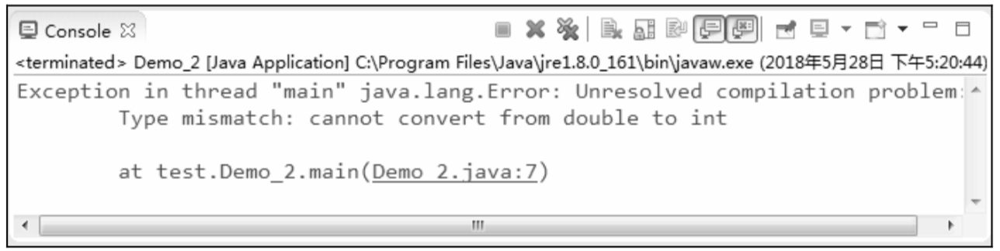 Console
<terminated> Demo_2 [Java Application] C:\Program Files\Java\jre1.8.0_161\bin\javaw.exe (2018年5月28日 下午5:20:44)
Exception in thread "main" java.lang.Error: Unresolved compilation problem:
Type mismatch: cannot convert from double to int
at test.Demo_2.main(Demo_2.java:7)